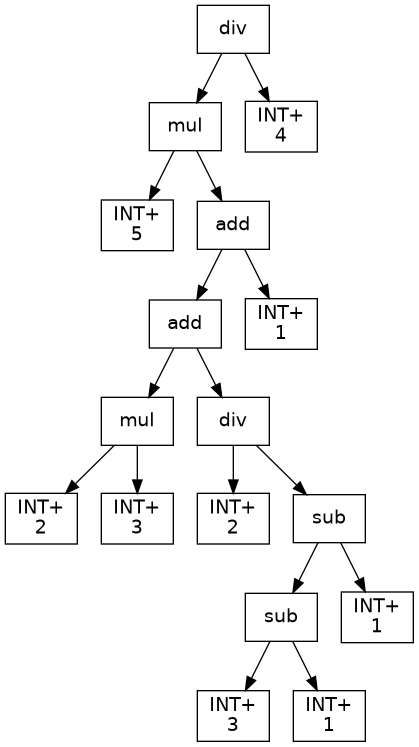 div
mul
INT+
4
INT+
5
add
add
INT+
1
mul
div
INT+
2
INT+
3
INT+
2
sub
sub
INT+
1
INT+
3
INT+
1